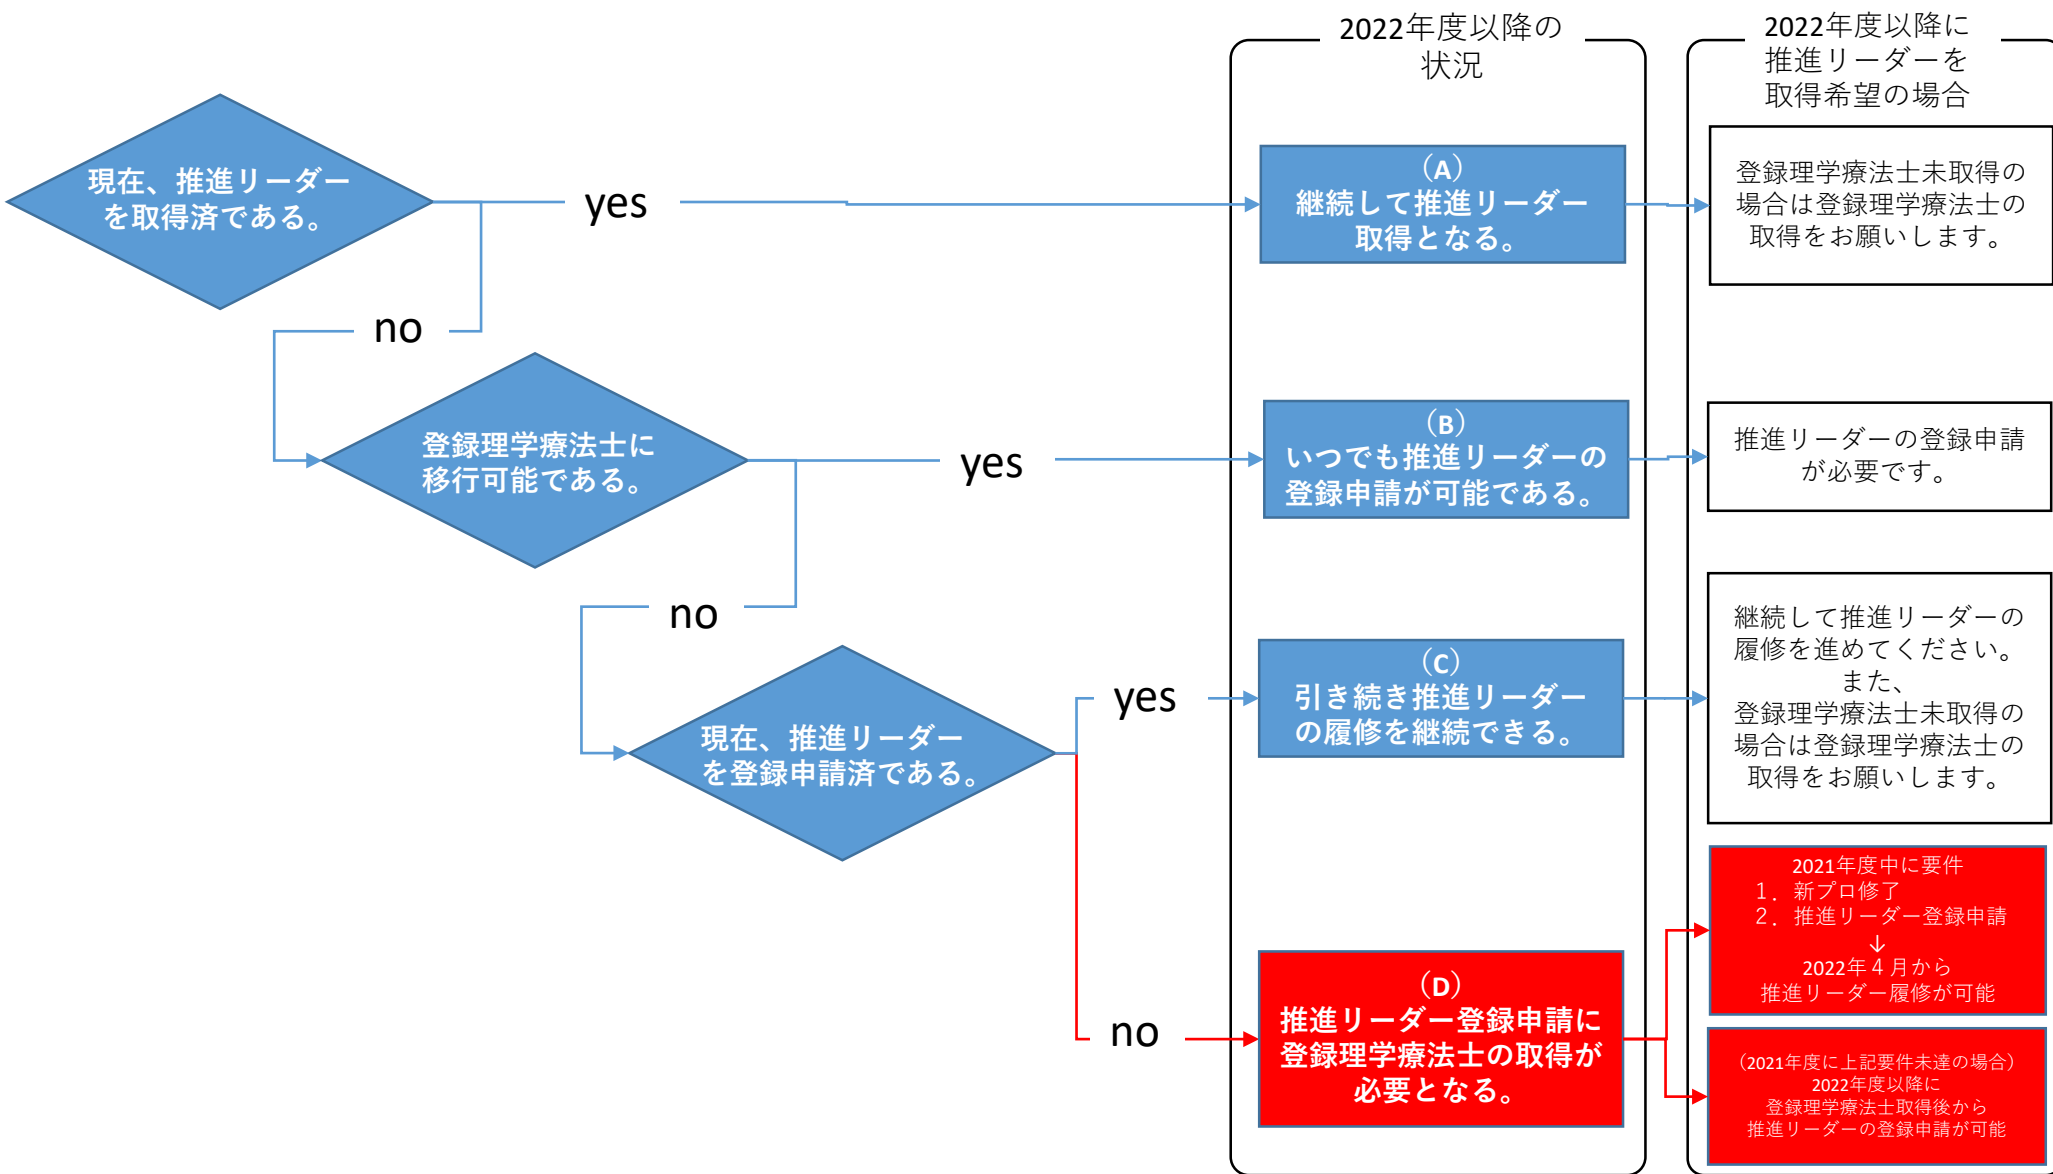 2022年度以降の
状況
2022年度以降に
推進リーダーを
取得希望の場合
現在、推進リーダー
を取得済である。
yes
（A）
継続して推進リーダー
取得となる。
登録理学療法士未取得の
場合は登録理学療法士の
取得をお願いします。
no
登録理学療法士に
移行可能である。
yes
（B）
いつでも推進リーダーの
登録申請が可能である。
推進リーダーの登録申請
が必要です。
no
現在、推進リーダー
を登録申請済である。
yes
（C）
引き続き推進リーダー
の履修を継続できる。
継続して推進リーダーの
履修を進めてください。
また、
登録理学療法士未取得の
場合は登録理学療法士の
取得をお願いします。
no
（D）
推進リーダー登録申請に
登録理学療法士の取得が
必要となる。
2021年度中に要件
１．新プロ修了
２．推進リーダー登録申請
↓
2022年４月から
推進リーダー履修が可能
（2021年度に上記要件未達の場合）
2022年度以降に
登録理学療法士取得後から
推進リーダーの登録申請が可能